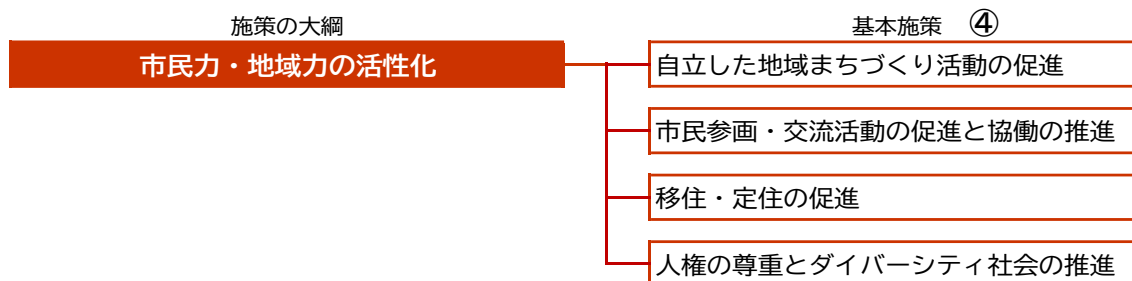 施策の大綱
基本施策 ④
市民力・地域力の活性化
自立した地域まちづくり活動の促進
市民参画・交流活動の促進と協働の推進
移住・定住の促進
人権の尊重とダイバーシティ社会の推進